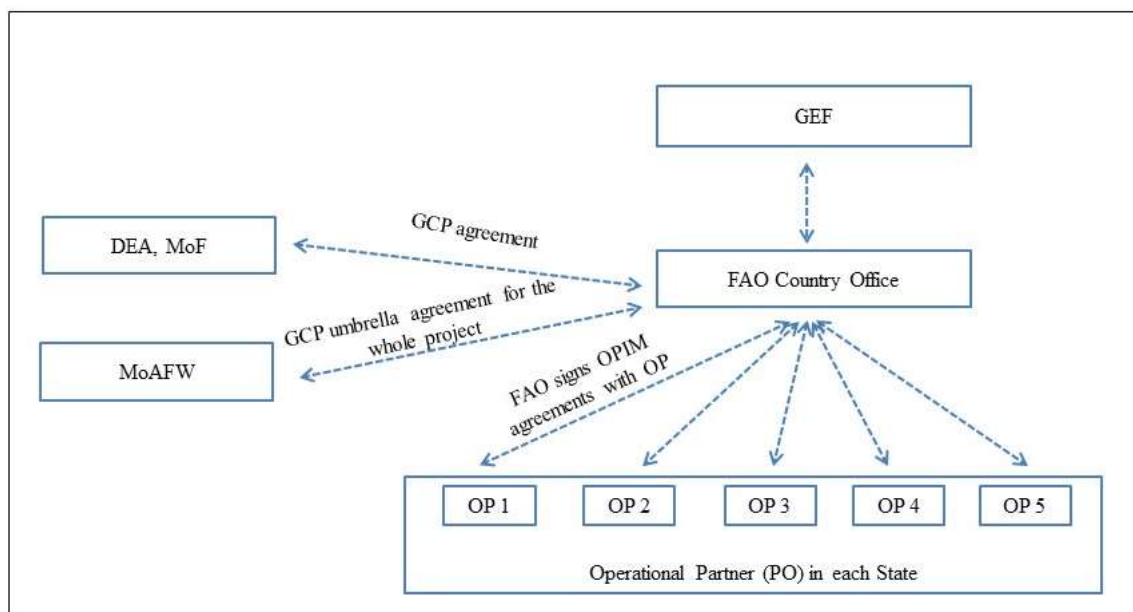 GEF
GCP agreement
DEA, MoF
FAO Country Office
GCP umbrella agreement for the
whole project
MoAFW
FAO signs OPIM
agreements with OP
OP 1
OP 2
OP 3
OP 4
OP 5
Operational Partner (PO) in each State